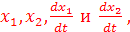 x₁, x₂, dx₁/dt и dx₂/dt ,